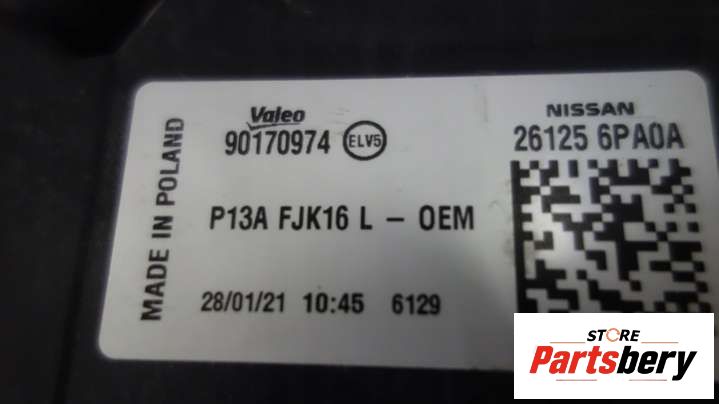 MADE IN POLAND
Valeo
90170974 ELV5
P13A FJK16 L - OEM
28/01/21 10:45 6129
NISSAN
26125 6PA0A
STORE
Partsbery